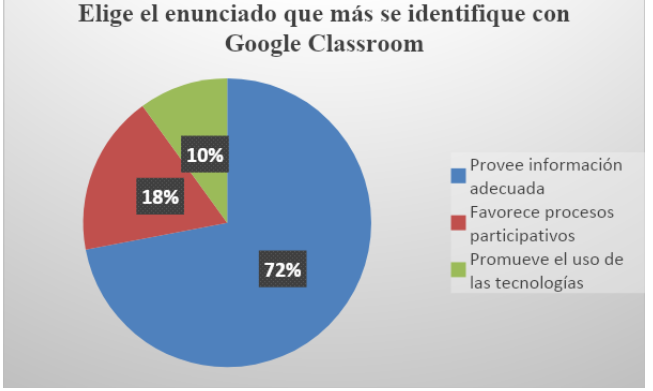 Elige el enunciado que más se identifique con
Google Classroom
10%
18%
72%
Provee información
adecuada
Favorece procesos
participativos
Promueve el uso de
las tecnologías